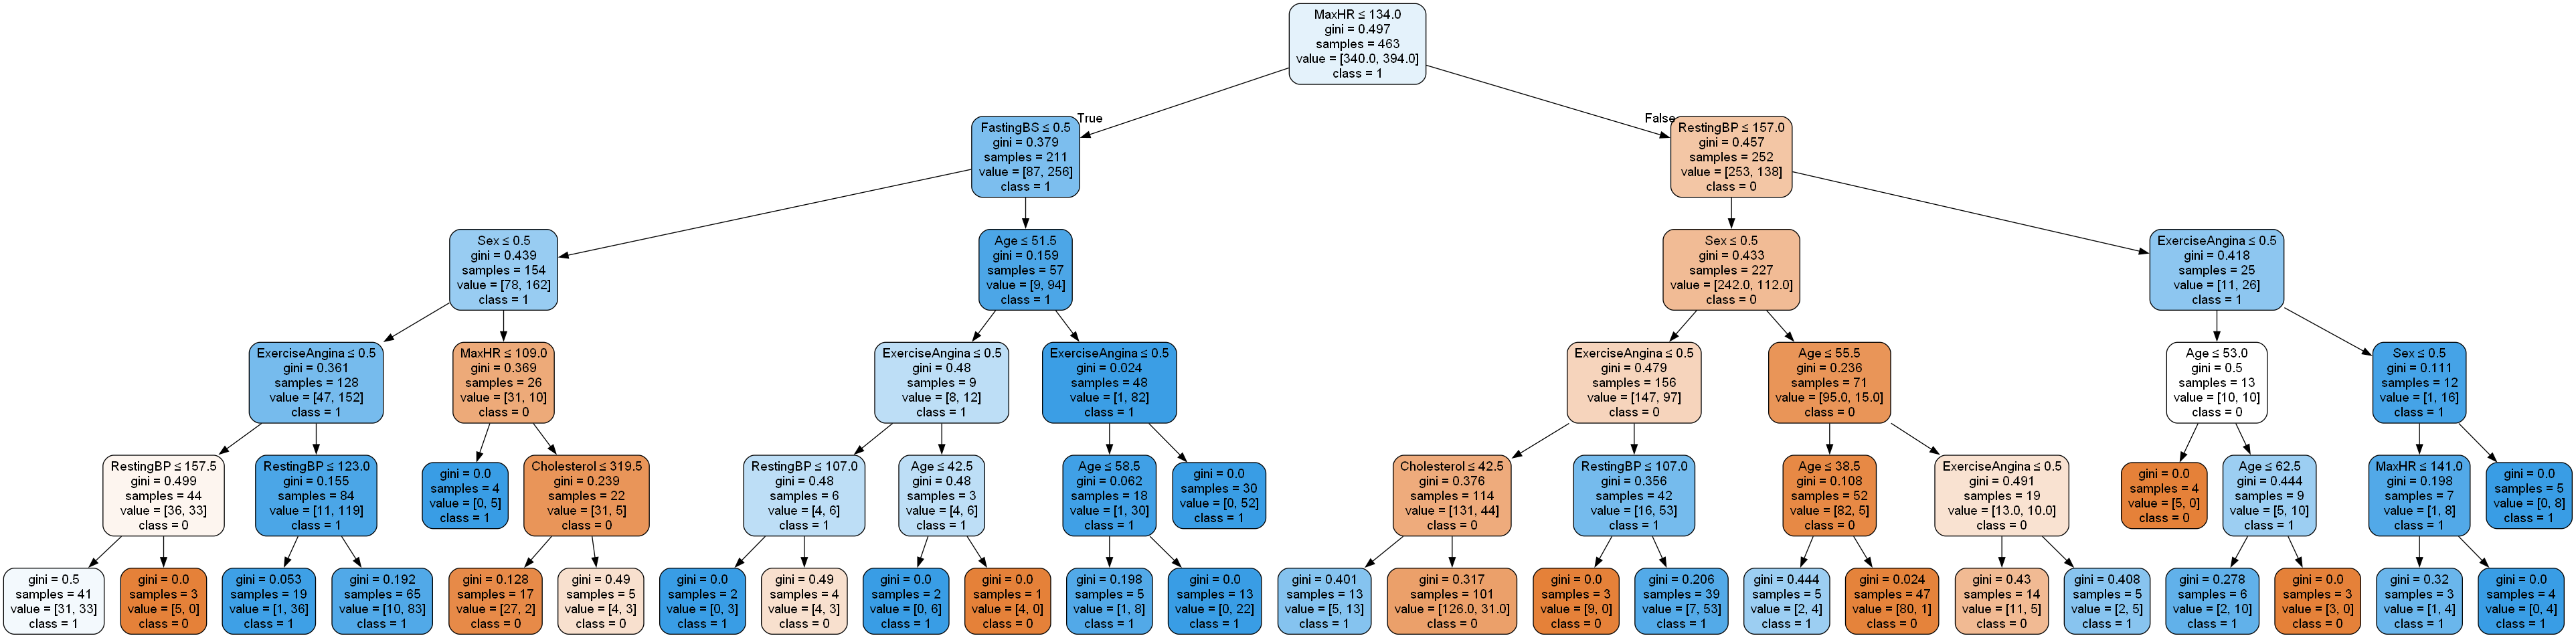 MaxHR ≤ 134.0
gini = 0.497
samples = 463
value = [340.0, 394.0]
class = 1
True
False
FastingBS ≤ 0.5
gini = 0.379
samples = 211
value = [87, 256]
class = 1
RestingBP ≤ 157.0
gini = 0.457
samples = 252
value = [253, 138]
class = 0
Sex ≤ 0.5
gini = 0.439
samples = 154
value = [78, 162]
class = 1
Age ≤ 51.5
gini = 0.159
samples = 57
value = [9, 94]
class = 1
Sex ≤ 0.5
gini = 0.433
samples = 227
value = [242.0, 112.0]
class = 0
ExerciseAngina ≤ 0.5
gini = 0.418
samples = 25
value = [11, 26]
class = 1
ExerciseAngina ≤ 0.5
gini = 0.361
samples = 128
value = [47, 152]
class = 1
MaxHR ≤ 109.0
gini = 0.369
samples = 26
value = [31, 10]
class = 0
ExerciseAngina ≤ 0.5
gini = 0.48
samples = 9
value = [8, 12]
class = 1
ExerciseAngina ≤ 0.5
gini = 0.024
samples = 48
value = [1, 82]
class = 1
ExerciseAngina ≤ 0.5
gini = 0.479
samples = 156
value = [147, 97]
class = 0
Age ≤ 55.5
gini = 0.236
samples = 71
value = [95.0, 15.0]
class = 0
Age ≤ 53.0
gini = 0.5
samples = 13
value = [10, 10]
class = 0
Sex ≤ 0.5
gini = 0.111
samples = 12
value = [1, 16]
class = 1
RestingBP ≤ 157.5
gini = 0.499
samples = 44
value = [36, 33]
class = 0
RestingBP ≤ 123.0
gini = 0.155
samples = 84
value = [11, 119]
class = 1
gini = 0.0
samples = 4
value = [0, 5]
class = 1
Cholesterol ≤ 319.5
gini = 0.239
samples = 22
value = [31, 5]
class = 0
RestingBP ≤ 107.0
gini = 0.48
samples = 6
value = [4, 6]
class = 1
Age ≤ 42.5
gini = 0.48
samples = 3
value = [4, 6]
class = 1
Age ≤ 58.5
gini = 0.062
samples = 18
value = [1, 30]
class = 1
gini = 0.0
samples = 30
value = [0, 52]
class = 1
Cholesterol ≤ 42.5
gini = 0.376
samples = 114
value = [131, 44]
class = 0
RestingBP ≤ 107.0
gini = 0.356
samples = 42
value = [16, 53]
class = 1
Age ≤ 38.5
gini = 0.108
samples = 52
value = [82, 5]
class = 0
ExerciseAngina ≤ 0.5
gini = 0.491
samples = 19
value = [13.0, 10.0]
class = 0
gini = 0.0
samples = 4
value = [5, 0]
class = 0
Age ≤ 62.5
gini = 0.444
samples = 9
value = [5, 10]
class = 1
MaxHR ≤ 141.0
gini = 0.198
samples = 7
value = [1, 8]
class = 1
gini = 0.0
samples = 5
value = [0, 8]
class = 1
gini = 0.5
samples = 41
value = [31, 33]
class = 1
gini = 0.0
samples = 3
value = [5, 0]
class = 0
gini = 0.053
samples = 19
value = [1, 36]
class = 1
gini = 0.192
samples = 65
value = [10, 83]
class = 1
gini = 0.128
samples = 17
value = [27, 2]
class = 0
gini = 0.49
samples = 5
value = [4, 3]
class = 0
gini = 0.0
samples = 2
value = [0, 3]
class = 1
gini = 0.49
samples = 4
value = [4, 3]
class = 0
gini = 0.0
samples = 2
value = [0, 6]
class = 1
gini = 0.0
samples = 1
value = [4, 0]
class = 0
gini = 0.198
samples = 5
value = [1, 8]
class = 1
gini = 0.0
samples = 13
value = [0, 22]
class = 1
gini = 0.401
samples = 13
value = [5, 13]
class = 1
gini = 0.317
samples = 101
value = [126.0, 31.0]
class = 0
gini = 0.0
samples = 3
value = [9, 0]
class = 0
gini = 0.206
samples = 39
value = [7, 53]
class = 1
gini = 0.444
samples = 5
value = [2, 4]
class = 1
gini = 0.024
samples = 47
value = [80, 1]
class = 0
gini = 0.43
samples = 14
value = [11, 5]
class = 0
gini = 0.408
samples = 5
value = [2, 5]
class = 1
gini = 0.278
samples = 6
value = [2, 10]
class = 1
gini = 0.0
samples = 3
value = [3, 0]
class = 0
gini = 0.32
samples = 3
value = [1, 4]
class = 1
gini = 0.0
samples = 4
value = [0, 4]
class = 1